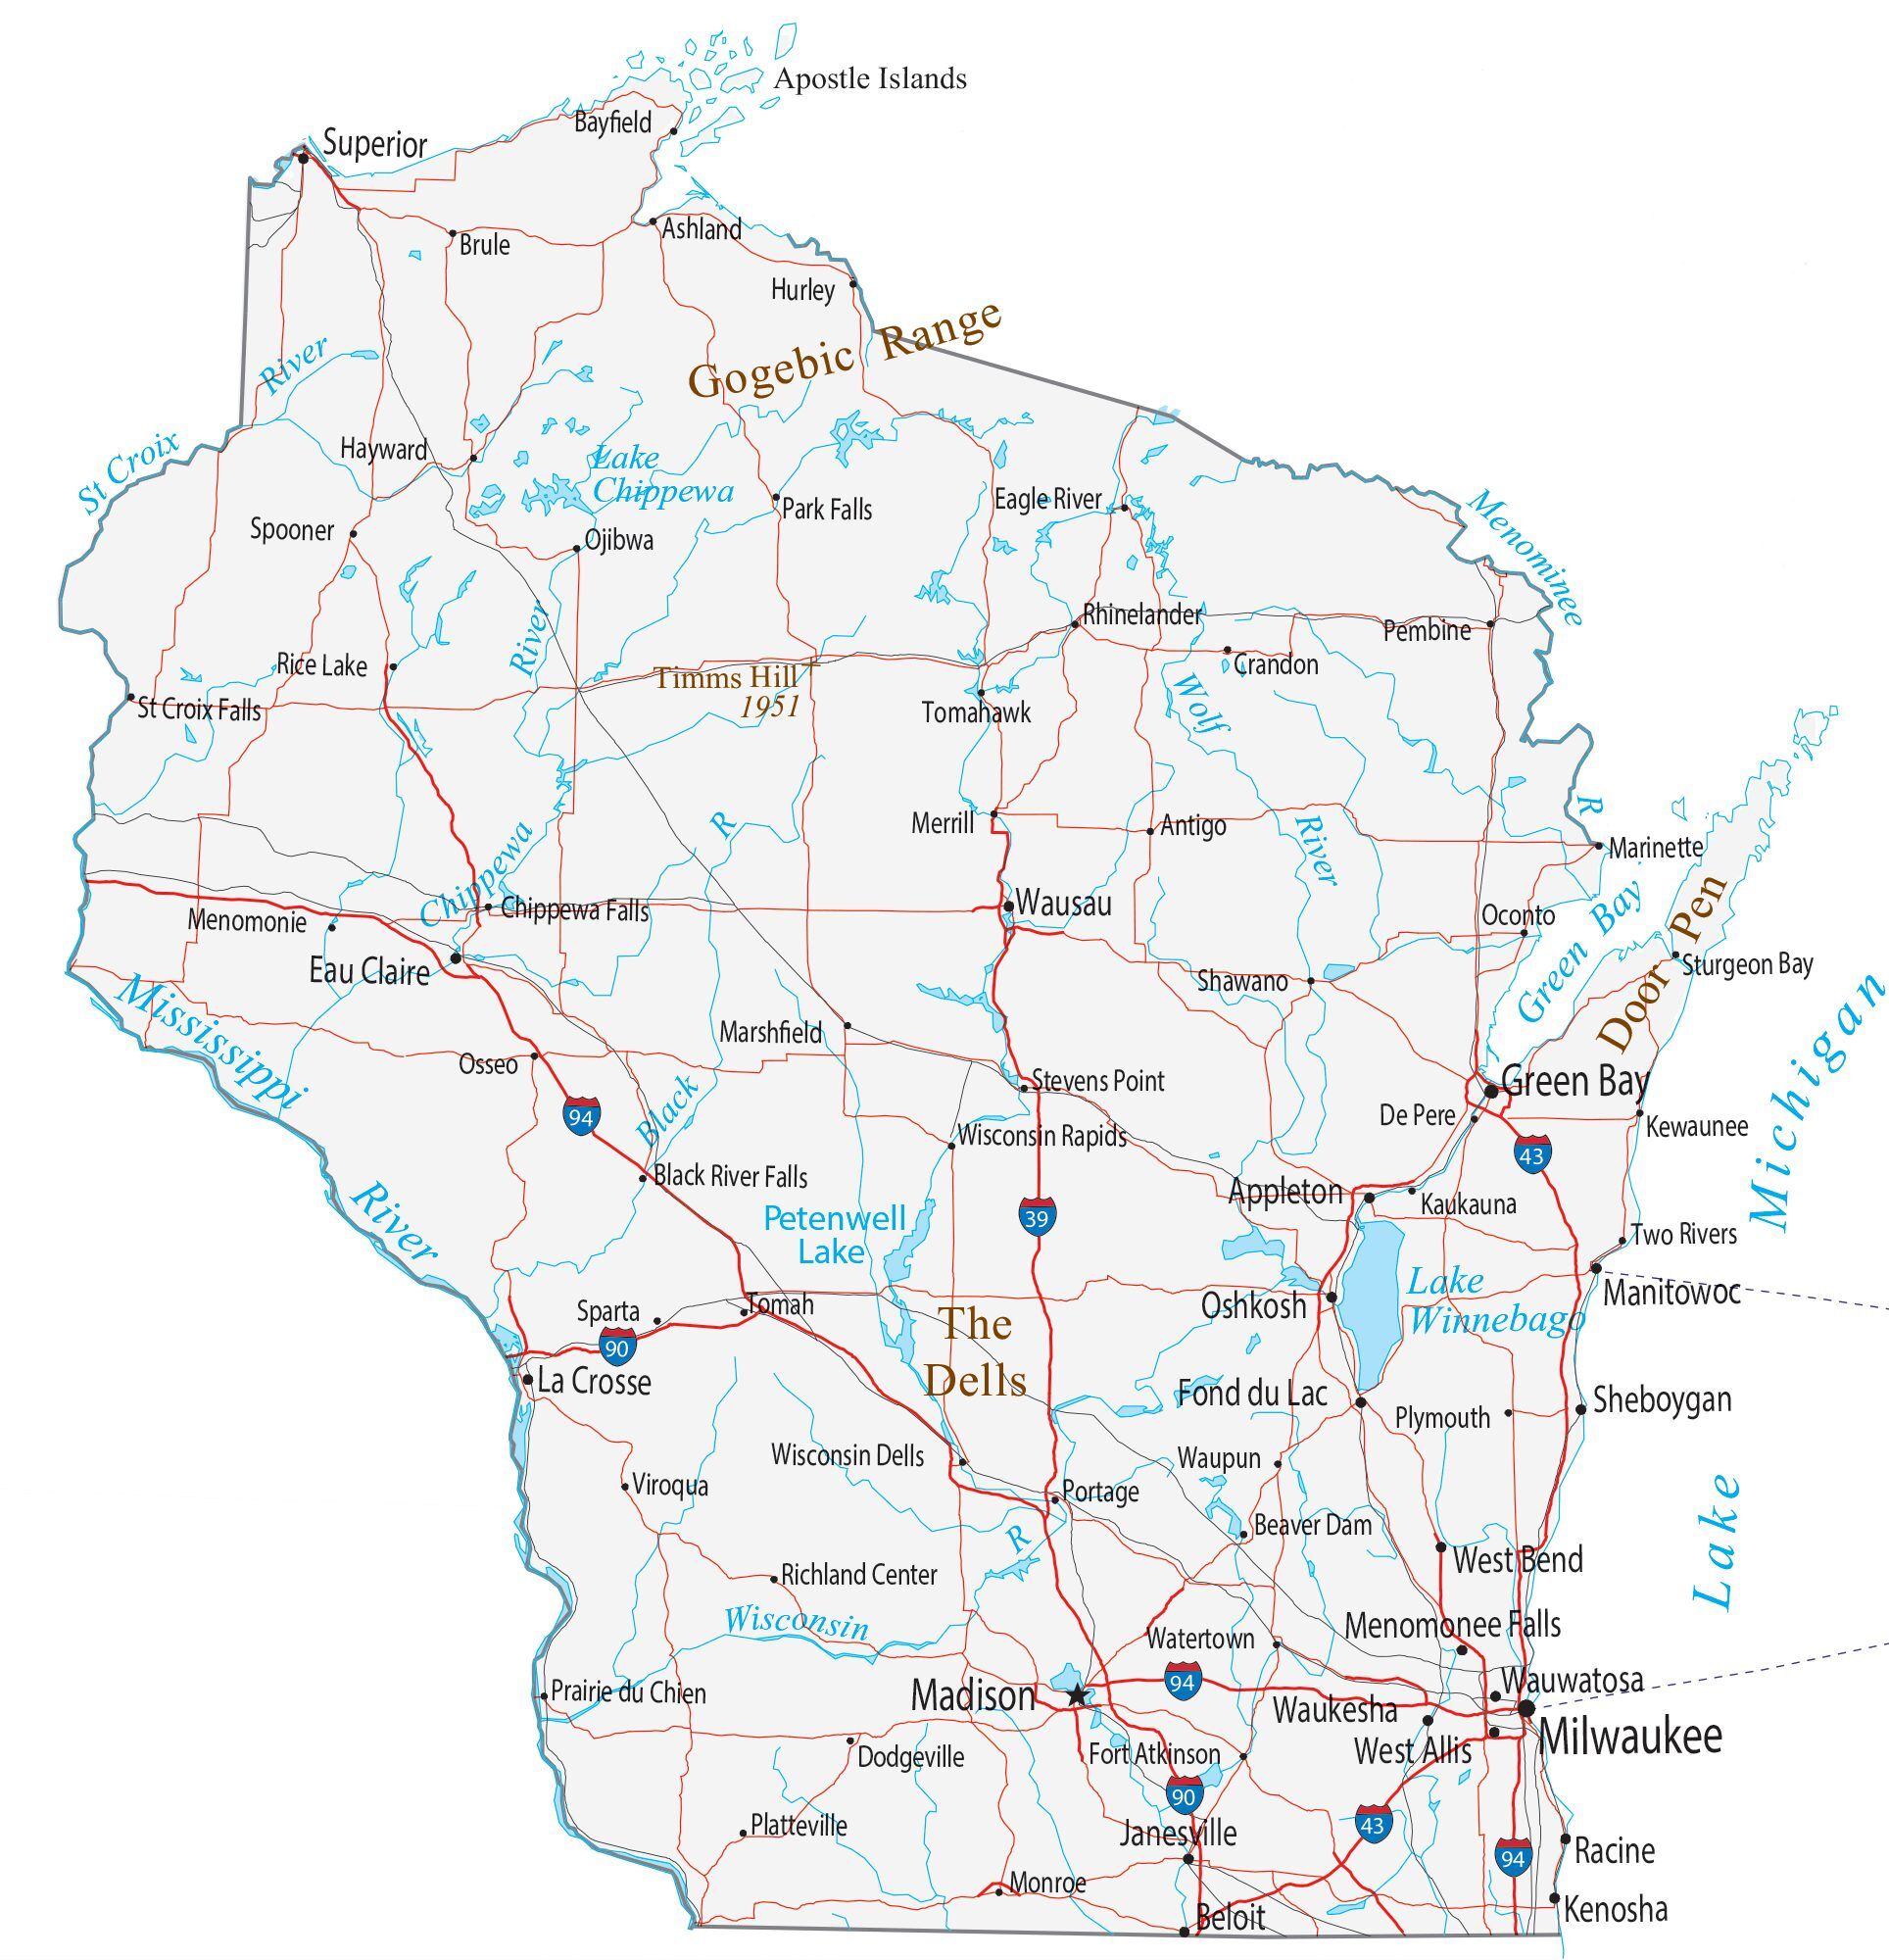 Apostle Islands
Bayfield
Superior
Ashland
Brule
Hurley
Gogebic Range
River
St Croix
Hayward
Lake
Chippewa
Park Falls
Eagle River
Menominee
Spooner
Ojibwa
River
Rhinelander
Pembine
Rice Lake
Timms Hill
1951
Crandon
St Croix Falls
Tomahawk
Wolf
R
Merrill
Antigo
River
R
Marinette
Chippewa
Menomonie
Chippewa Falls
Wausau
Oconto
Green Bay
Door Pen
Eau Claire
Shawano
Sturgeon Bay
Mississippi
Marshfield
Osseo
Stevens Point
Green Bay
94
Black
De Pere
Kewaunee
Wisconsin Rapids
43
Lake Michigan
Black River Falls
Appleton
Kaukauna
River
Petenwell
Lake
39
Two Rivers
Sparta
Tomah
Oshkosh
Lake
Winnebago
Manitowoc
90
The
Dells
La Crosse
Fond du Lac
Plymouth
Sheboygan
Wisconsin Dells
Waupun
Viroqua
Portage
Beaver Dam
R
West Bend
Richland Center
Wisconsin
Watertown
Menomonee Falls
Prairie du Chien
Madison
94
Wauwatosa
Waukesha
Milwaukee
West Allis
Dodgeville
Fort Atkinson
90
Platteville
Janesville
43
94
Racine
Monroe
Beloit
Kenosha